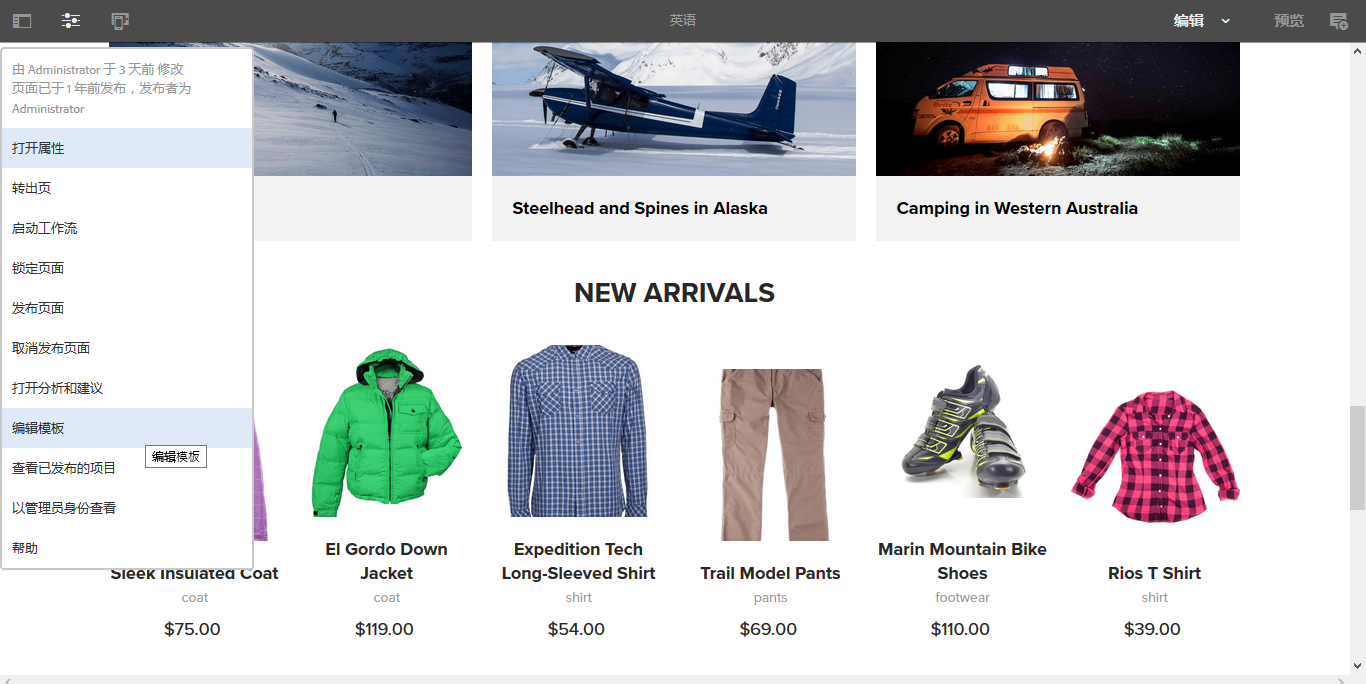 英语
编辑
预览
由 Administrator 于 3 天前 修改
页面已于 1 年前发布，发布者为
Administrator
打开属性
转出页
启动工作流
锁定页面
发布页面
取消发布页面
打开分析和建议
编辑模板
编辑模板
查看已发布的项目
以管理员身份查看
帮助
Steelhead and Spines in Alaska
Camping in Western Australia
NEW ARRIVALS
Sleek Insulated Coat
coat
$75.00
El Gordo Down
Jacket
coat
$119.00
Expedition Tech
Long-Sleeved Shirt
shirt
$54.00
Trail Model Pants
pants
$69.00
Marin Mountain Bike
Shoes
footwear
$110.00
Rios T Shirt
shirt
$39.00